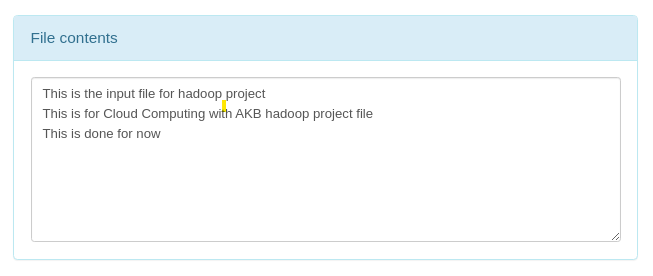 File contents
This is the input file for hadoop project
This is for Cloud Computing with AKB hadoop project file
This is done for now